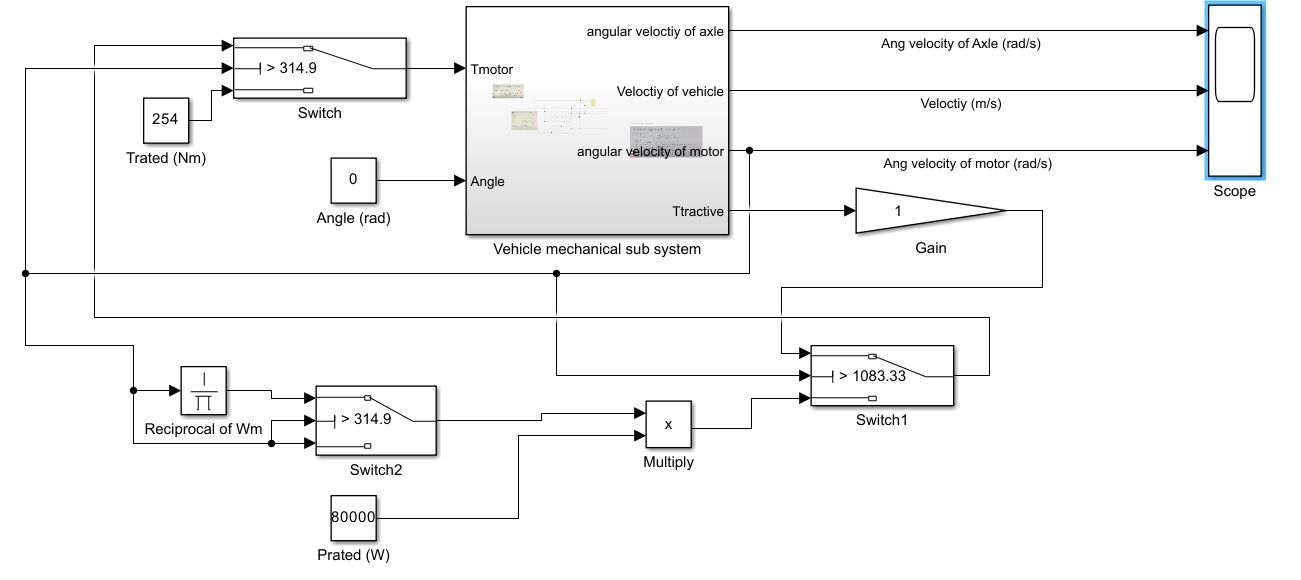 angular veloctiy of axle
Ang velocity of Axle (rad/s)
> 314.9
Tmotor
Switch
Veloctiy of vehicle
Veloctiy (m/s)
254
Trated (Nm)
angular velocity of motor
Ang velocity of motor (rad/s)
0
Angle
Angle (rad)
Scope
Ttractive
1
Gain
Vehicle mechanical sub system
> 1083.33
Switch1
Reciprocal of Wm
> 314.9
Switch2
x
Multiply
80000
Prated (W)